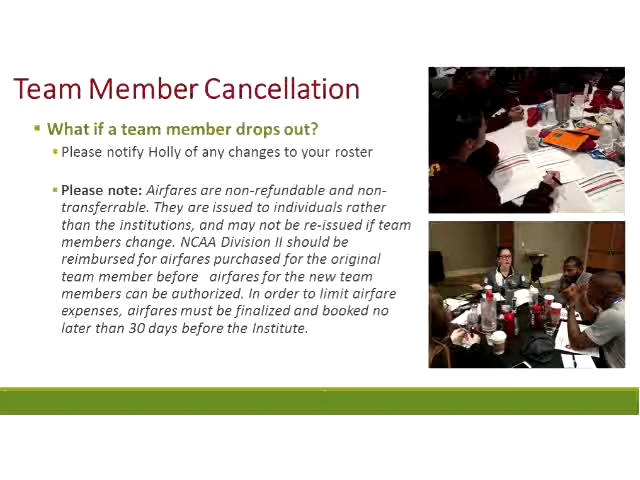 Team Member Cancellation
What if a team member drops out?
Please notify Holly of any changes to your roster
Please note: Airfares are non-refundable and non-
transferrable. They are issued to individuals rather
than the institutions, and may not be re-issued if team
members change. NCAA Division II should be
reimbursed for airfares purchased for the original
team member before airfares for the new team
members can be authorized. In order to limit airfare
expenses, airfares must be finalized and booked no
later than 30 days before the Institute.